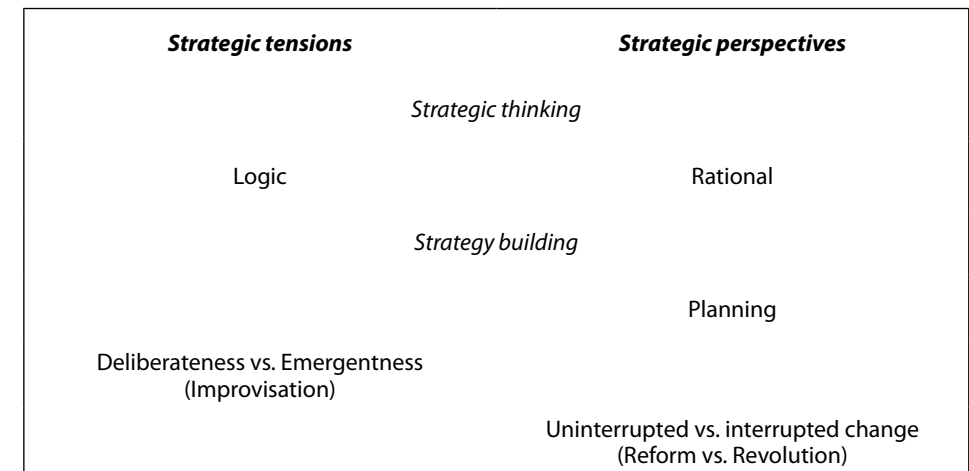 Strategic tensions Strategic perspectives
Strategic thinking
Logic Rational
Strategy building
Planning
Deliberateness vs. Emergentness
(Improvisation)
Uninterrupted vs. interrupted change
(Reform vs. Revolution)